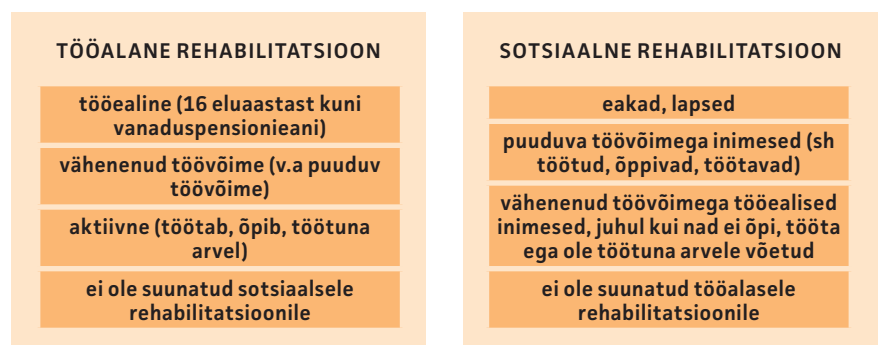 TÖÖALANE REHABILITATSIOON
tööealine (16 eluaastast kuni
vanaduspensionieani)
vähenenud töövõime (v.a puuduv
töövõime)
aktiivne (töötab, õpib, töötuna
arvel)
ei ole suunatud sotsiaalsele
rehabilitatsioonile
SOTSIAALNE REHABILITATSIOON
eakad, lapsed
puuduva töövõimega inimesed (sh
töötud, õppivad, töötavad)
vähenenud töövõimega tööealised
inimesed, juhul kui nad ei õpi, tööta
ega ole töötuna arvele võetud
ei ole suunatud tööalasele
rehabilitatsioonile